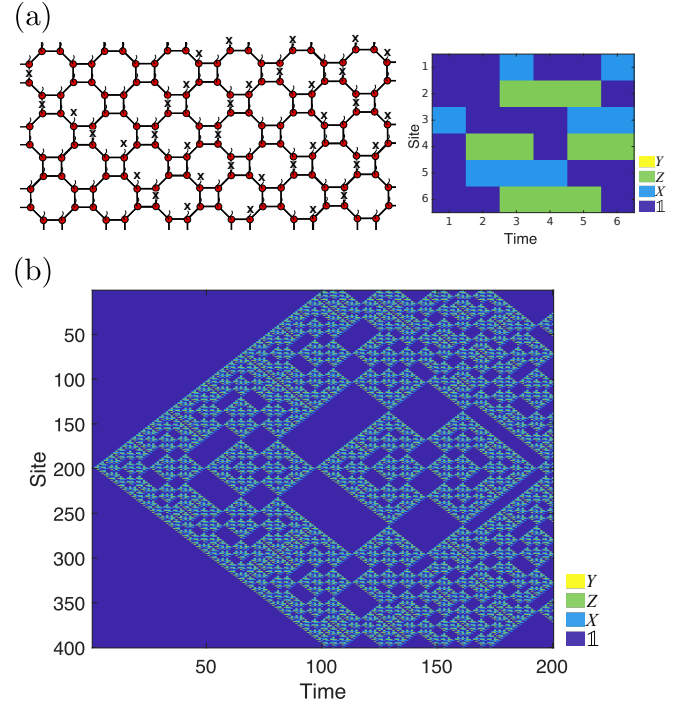 (a)
X X X X X X X X X X X X X X X X X X X X X X X X X X X X X X X X X X
Site
1
2
3
4
5
6
1 2 3 4 5 6
Time
Y
Z
X
𝟙
(b)
Site
50
100
150
200
250
300
350
400
50 100 150 200
Time
Y
Z
X
𝟙